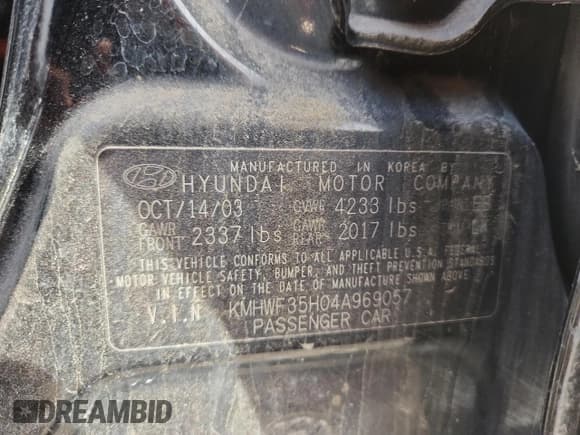 MANUFACTURED IN KOREA BY
HYUNDAI MOTOR COMPANY
OCT/14/03 GVWR 4233 lbs
GAWR FRONT 2337 lbs GAWR REAR 2017 lbs
THIS VEHICLE CONFORMS TO ALL APPLICABLE U.S.A. FEDERAL
MOTOR VEHICLE SAFETY, BUMPER, AND THEFT PREVENTION STANDARDS
IN EFFECT ON THE DATE OF MANUFACTURE SHOWN ABOVE
V.I.N KMHWF35H04A969057
PASSENGER CAR
DREAMBID